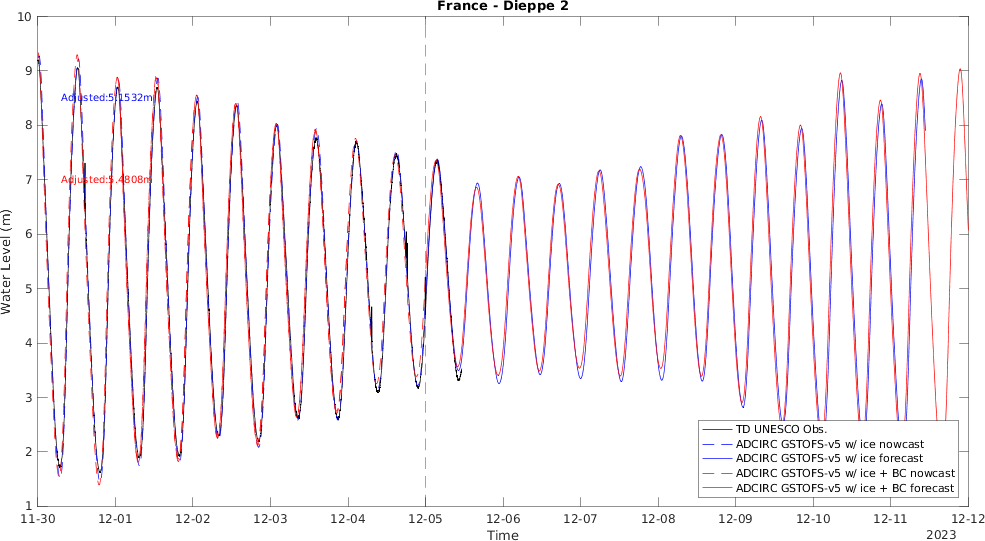 France - Dieppe 2
10
9
8
7
6
5
4
3
2
1
Water Level (m)
Adjusted:5.1532m
Adjusted:5.4808m
TD UNESCO Obs.
ADCIRC GSTOFS-v5 w/ ice nowcast
ADCIRC GSTOFS-v5 w/ ice forecast
ADCIRC GSTOFS-v5 w/ ice + BC nowcast
ADCIRC GSTOFS-v5 w/ ice + BC forecast
11-30 12-01 12-02 12-03 12-04 12-05 12-06 12-07 12-08 12-09 12-10 12-11 12-12
Time
2023